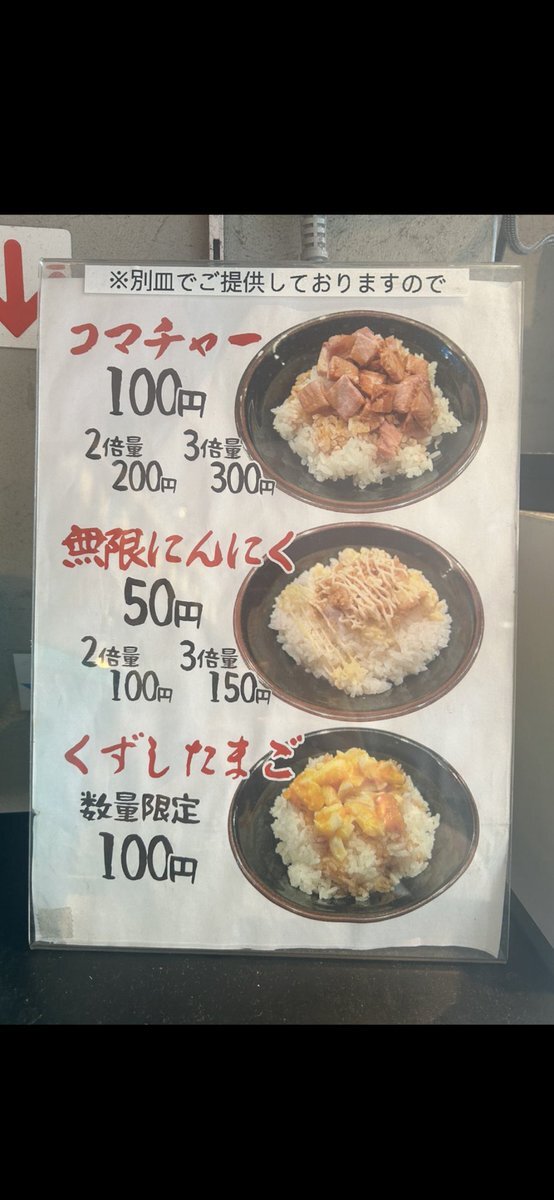 ※別皿でご提供しておりますので
コマチャー
100円
2倍量 3倍量
200円 300円
無限にんにく
50円
2倍量 3倍量
100円 150円
くずしたまご
数量限定
100円